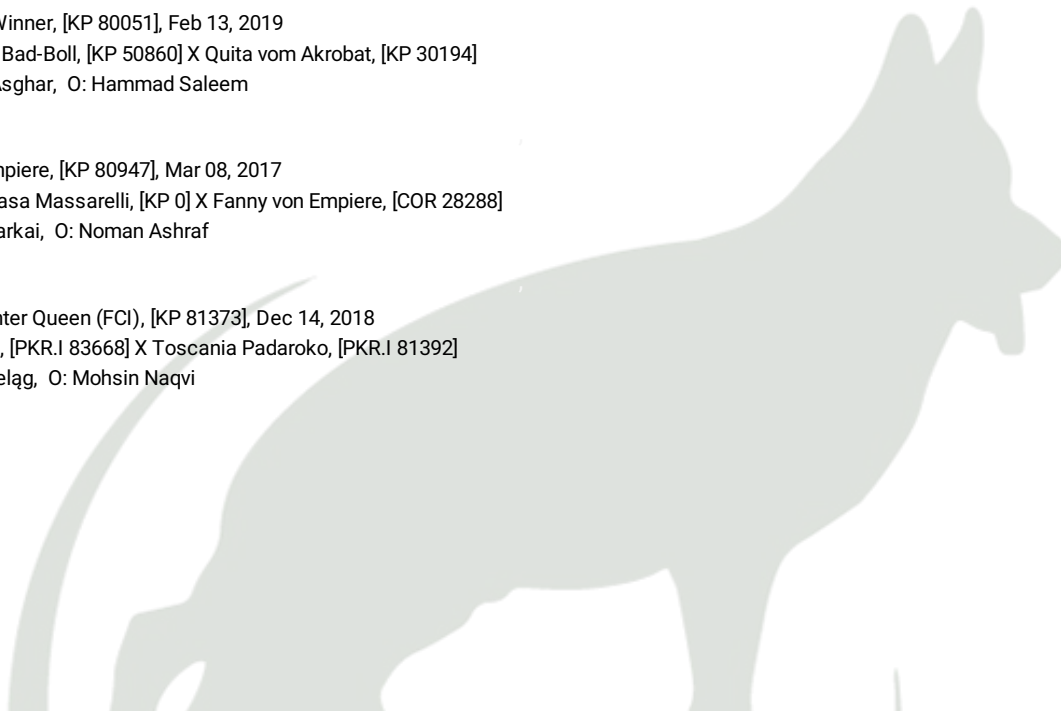 Winner, [KP 80051], Feb 13, 2019
Bad-Boll, [KP 50860] X Quita vom Akrobat, [KP 30194]
Asghar, O: Hammad Saleem
mpiere, [KP 80947], Mar 08, 2017
asa Massarelli, [KP 0] X Fanny von Empiere, [COR 28288]
arkai, O: Noman Ashraf
nter Queen (FCI), [KP 81373], Dec 14, 2018
, [PKR.I 83668] X Toscania Padaroko, [PKR.I 81392]
eląg, O: Mohsin Naqvi